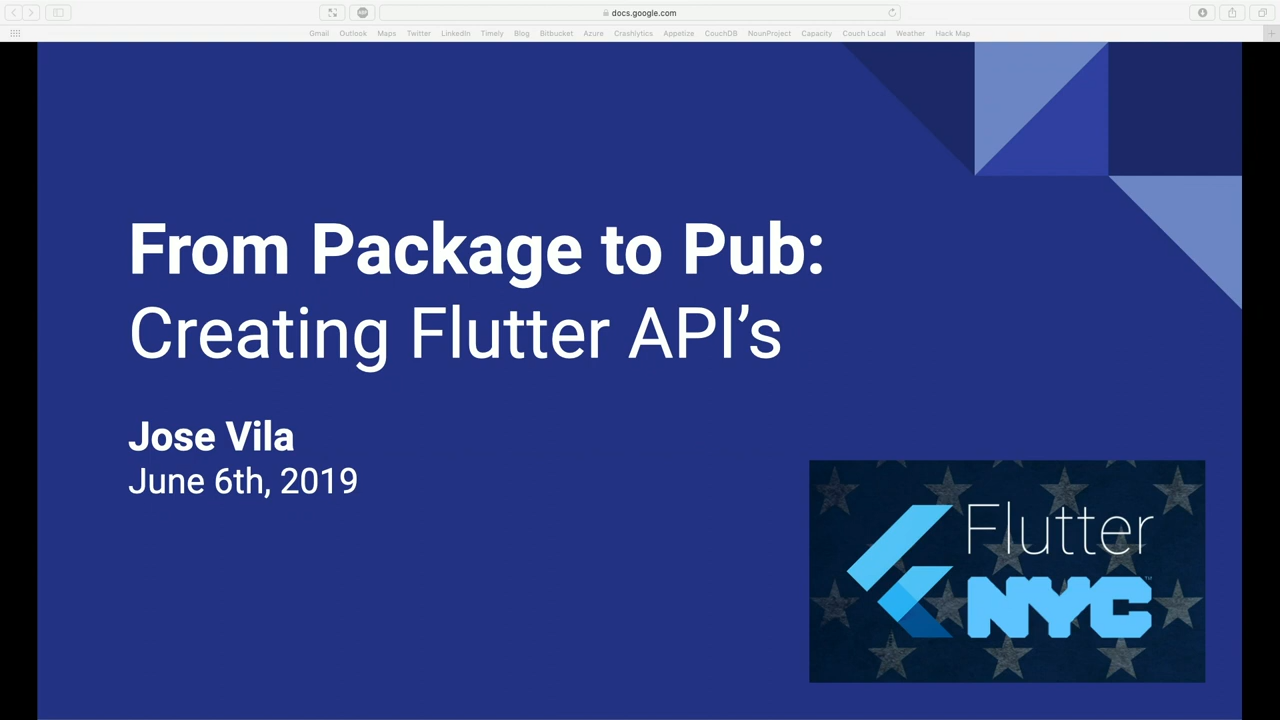 docs.google.com
Gmail Outlook Maps Twitter LinkedIn Timely Blog Bitbucket Azure Crashlytics Appetize CouchDB NounProject Capacity Couch Local Weather Hack Map
From Package to Pub:
Creating Flutter API’s
Jose Vila
June 6th, 2019
Flutter
NYC™